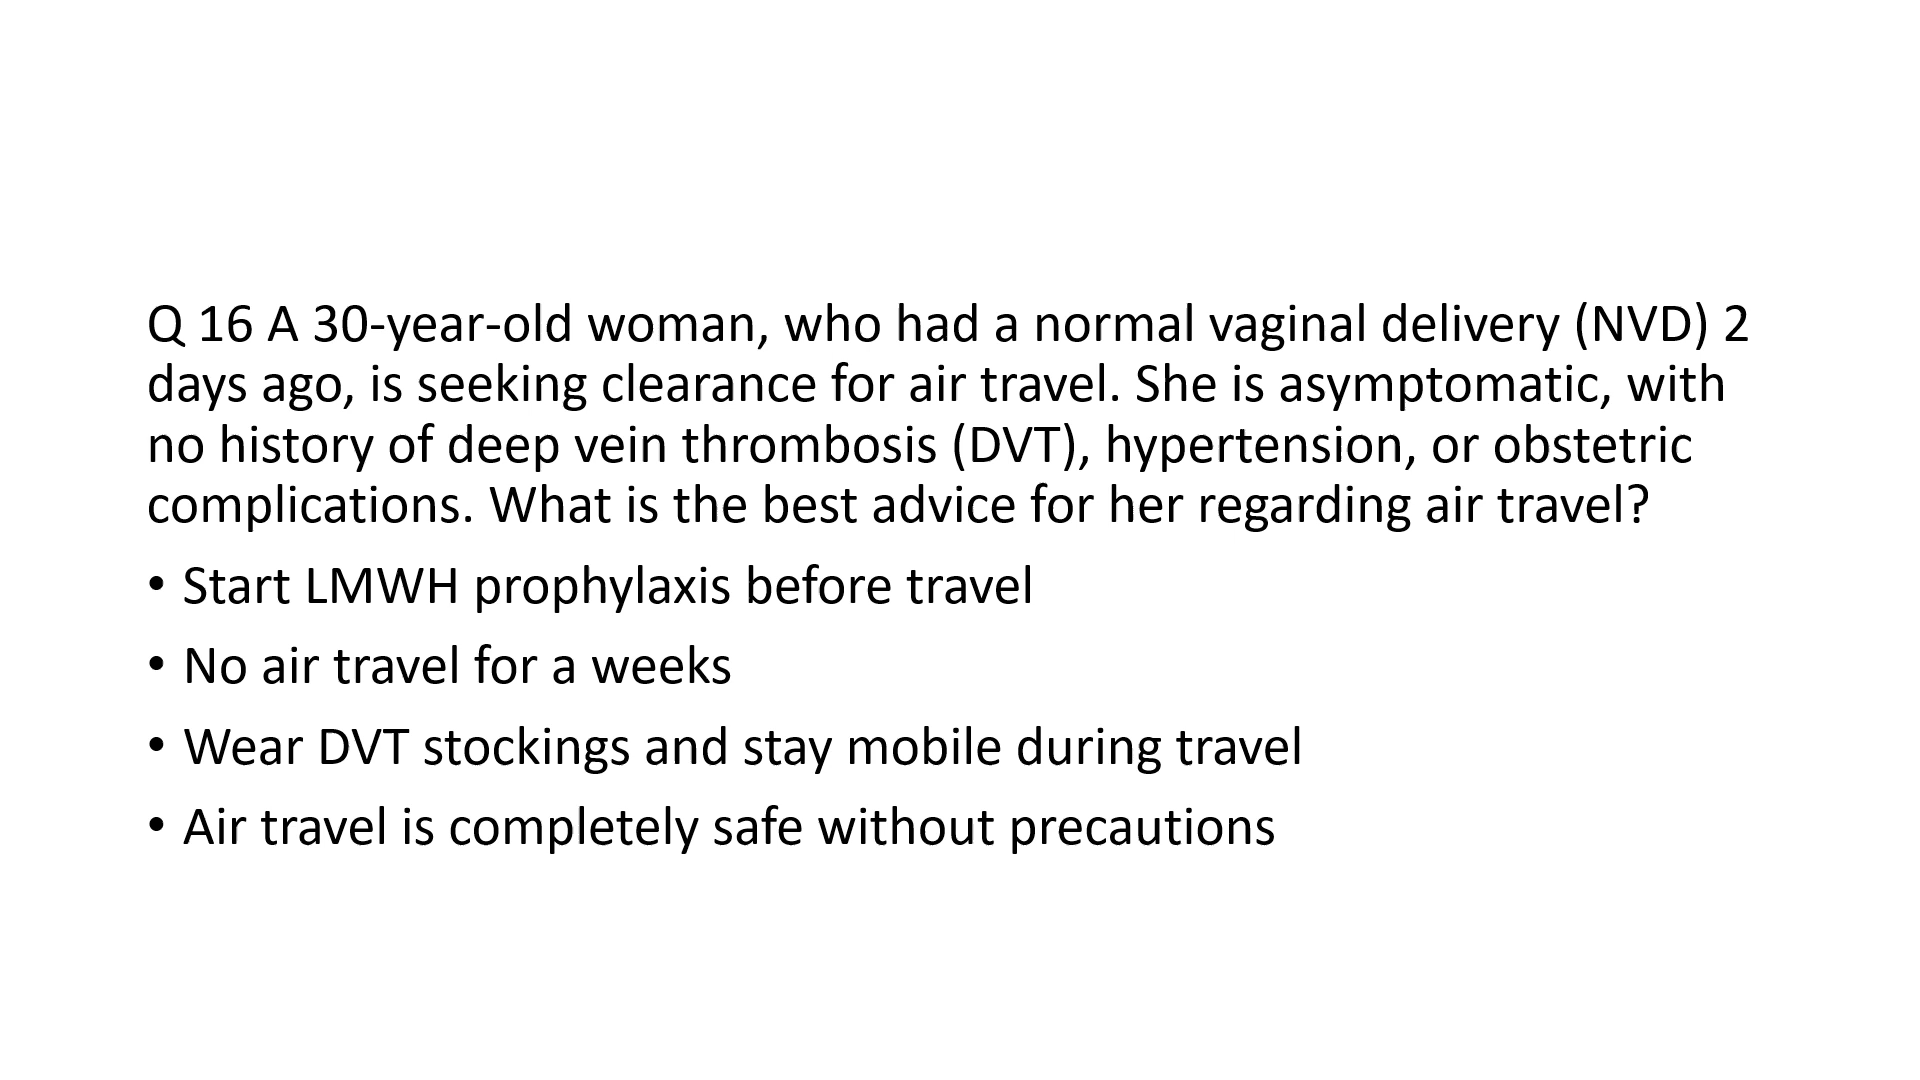 Q 16 A 30-year-old woman, who had a normal vaginal delivery (NVD) 2
days ago, is seeking clearance for air travel. She is asymptomatic, with
no history of deep vein thrombosis (DVT), hypertension, or obstetric
complications. What is the best advice for her regarding air travel?
• Start LMWH prophylaxis before travel
• No air travel for a weeks
• Wear DVT stockings and stay mobile during travel
• Air travel is completely safe without precautions